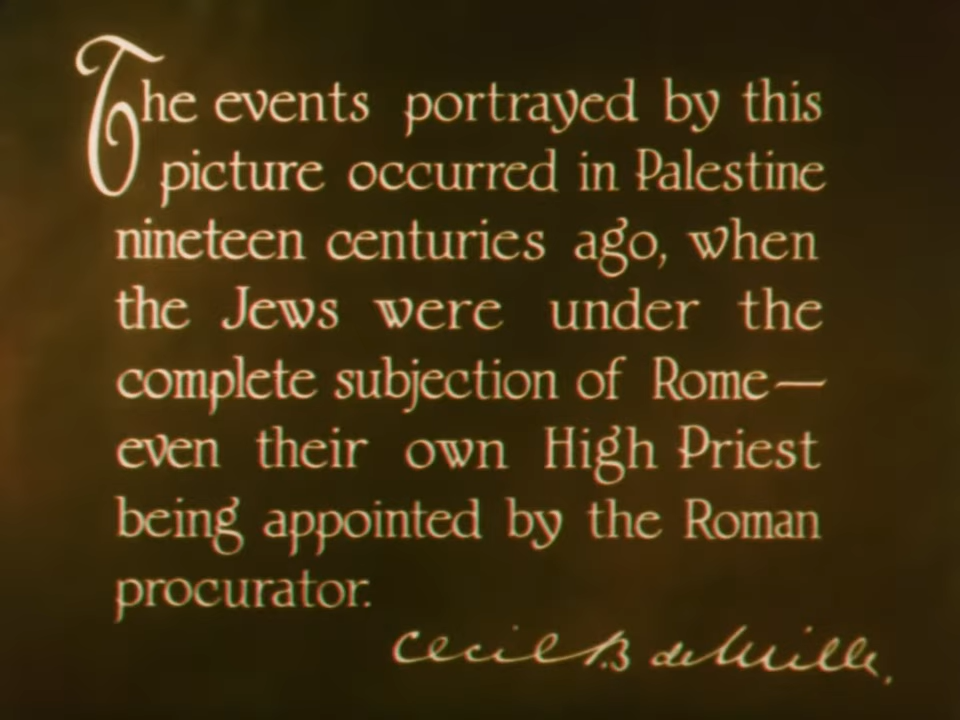 The events portrayed by this
picture occurred in Palestine
nineteen centuries ago, when
the Jews were under the
complete subjection of Rome—
even their own High Priest
being appointed by the Roman
procurator.
Cecil B deMille.